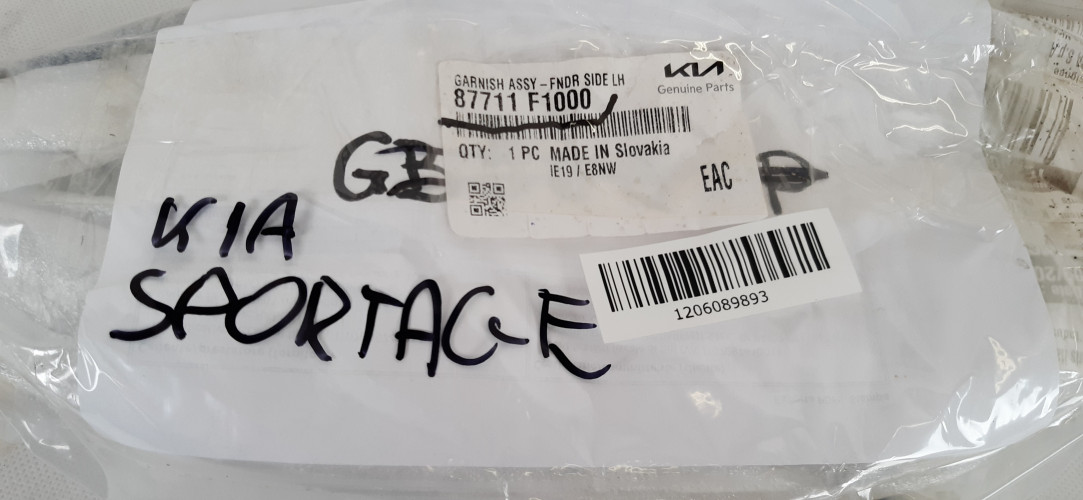 GARNISH ASSY-FNDR SIDE LH
KIA
Genuine Parts
87711 F1000
QTY: 1 PC MADE IN Slovakia
IE19 / E8NW
EAC
KIA
SPORTAGE
1206089893